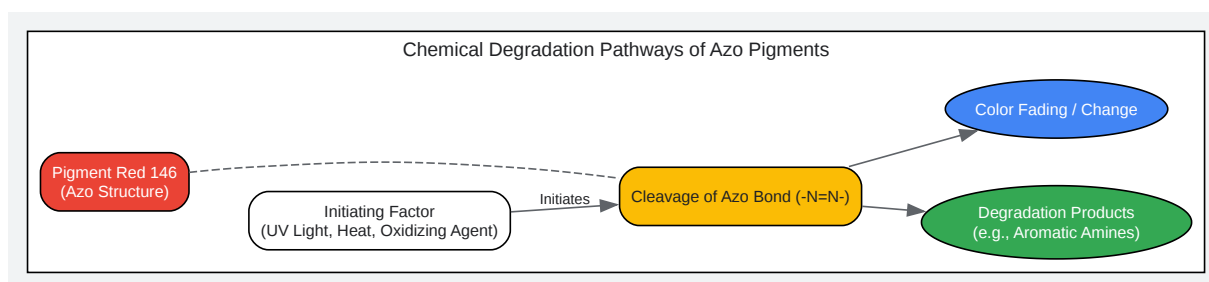 Chemical Degradation Pathways of Azo Pigments
Pigment Red 146
(Azo Structure)
Initiating Factor
(UV Light, Heat, Oxidizing Agent)
Initiates
Cleavage of Azo Bond (-N=N-)
Color Fading / Change
Degradation Products
(e.g., Aromatic Amines)